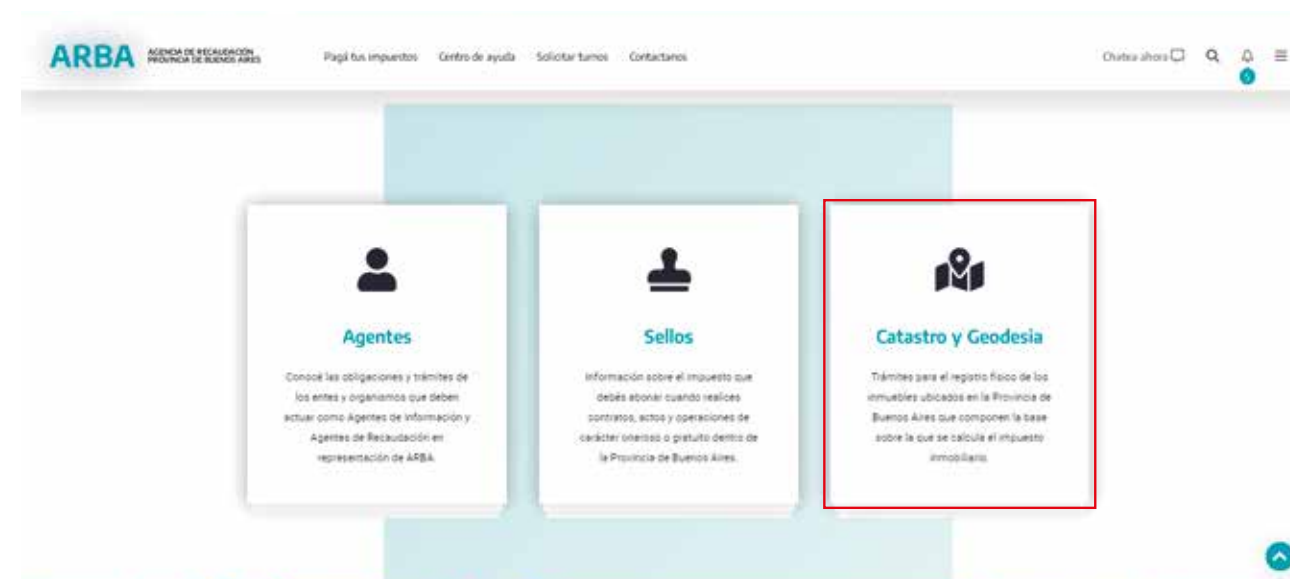 ARBA
AGENCIA DE RECAUDACIÓN
PROVINCIA DE BUENOS AIRES
Pagá tus impuestos
Centro de ayuda
Solicitar turnos
Contactanos
Chatea ahora
Agentes
Conocé las obligaciones y trámites de
los entes y organismos que deben
actuar como Agentes de Información y
Agentes de Recaudación en
representación de ARBA.
Sellos
Información sobre el impuesto que
debés abonar cuando realices
contratos, actos y operaciones de
carácter oneroso o gratuito dentro de
la Provincia de Buenos Aires.
Catastro y Geodesia
Trámites para el registro físico de los
inmuebles ubicados en la Provincia de
Buenos Aires que componen la base
sobre la que se calcula el impuesto
inmobiliario.